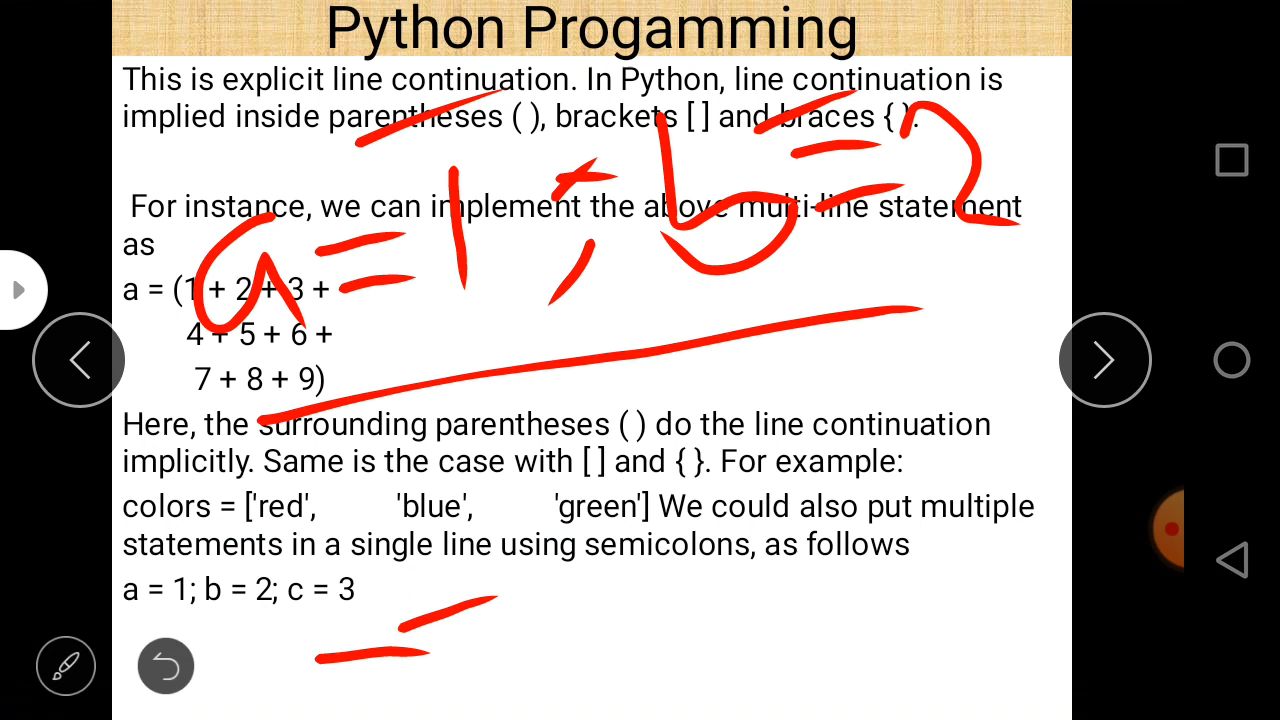 Python Progamming
This is explicit line continuation. In Python, line continuation is
implied inside parentheses ( ), brackets [ ] and braces { }.
For instance, we can implement the above multi-line statement
as
a = (1 + 2 + 3 +
4 + 5 + 6 +
7 + 8 + 9)
a = 1 ; b = 2
Here, the surrounding parentheses ( ) do the line continuation
implicitly. Same is the case with [ ] and { }. For example:
colors = ['red', 'blue', 'green'] We could also put multiple
statements in a single line using semicolons, as follows
a = 1; b = 2; c = 3